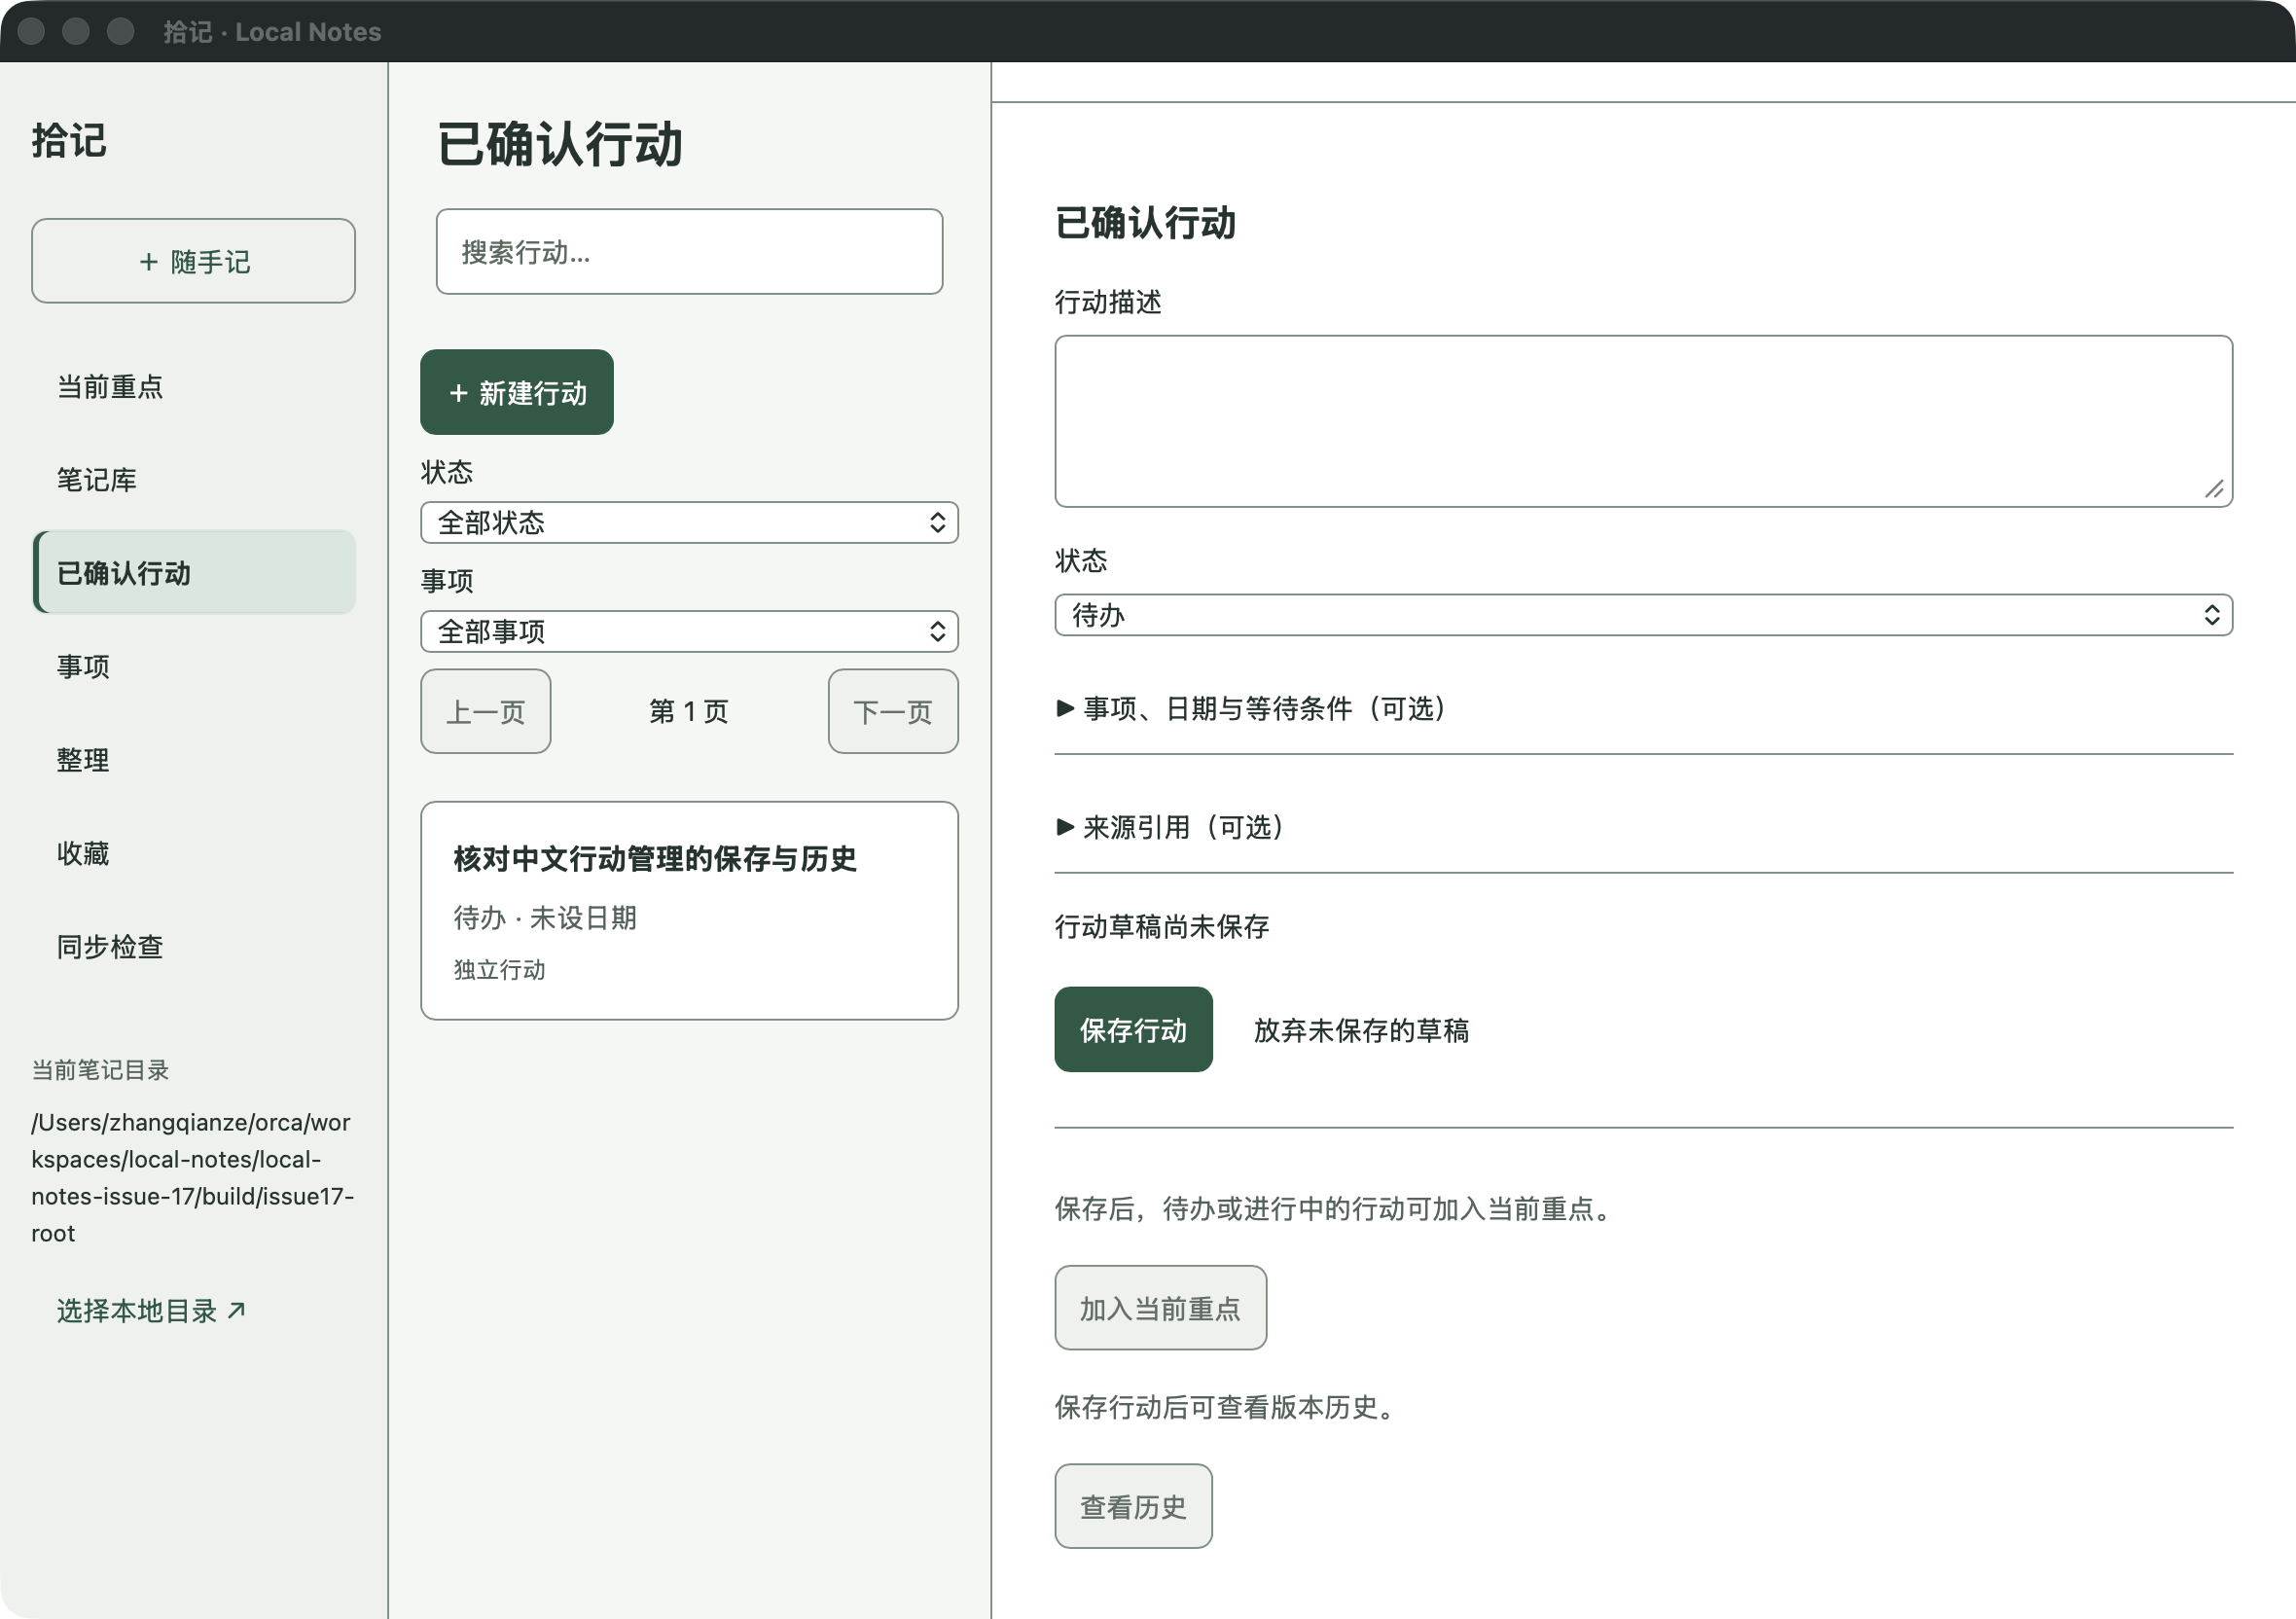 拾记 · Local Notes
拾记
+ 随手记
当前重点
笔记库
已确认行动
事项
整理
收藏
同步检查
当前笔记目录
/Users/zhangqianze/orca/wor
kspaces/local-notes/local-
notes-issue-17/build/issue17-
root
选择本地目录 ↗
已确认行动
搜索行动...
+ 新建行动
状态
全部状态
事项
全部事项
上一页
第 1 页
下一页
核对中文行动管理的保存与历史
待办 · 未设日期
独立行动
已确认行动
行动描述
状态
待办
▶ 事项、日期与等待条件（可选）
▶ 来源引用（可选）
行动草稿尚未保存
保存行动
放弃未保存的草稿
保存后，待办或进行中的行动可加入当前重点。
加入当前重点
保存行动后可查看版本历史。
查看历史